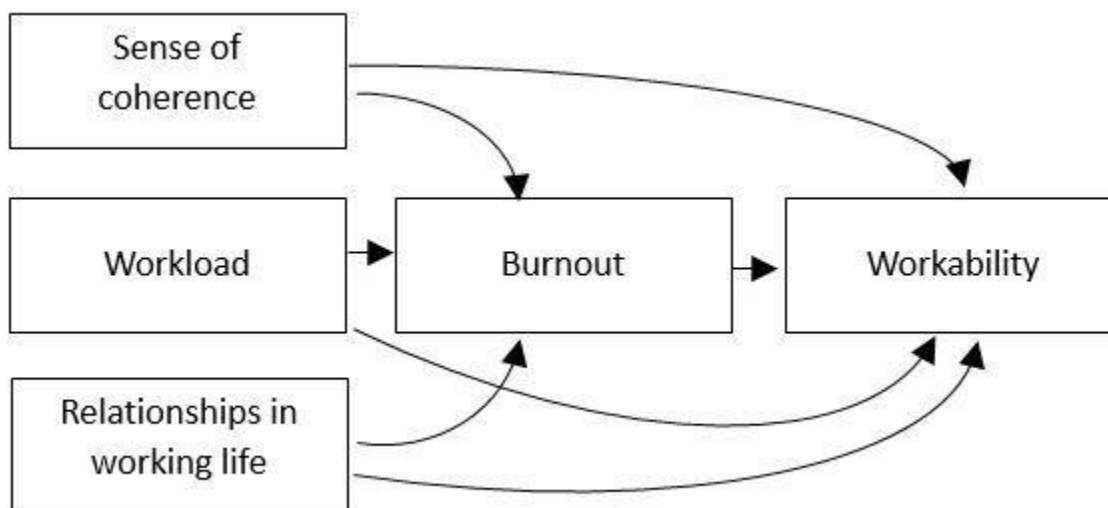 Sense of
coherence
Workload
Burnout
Workability
Relationships in
working life